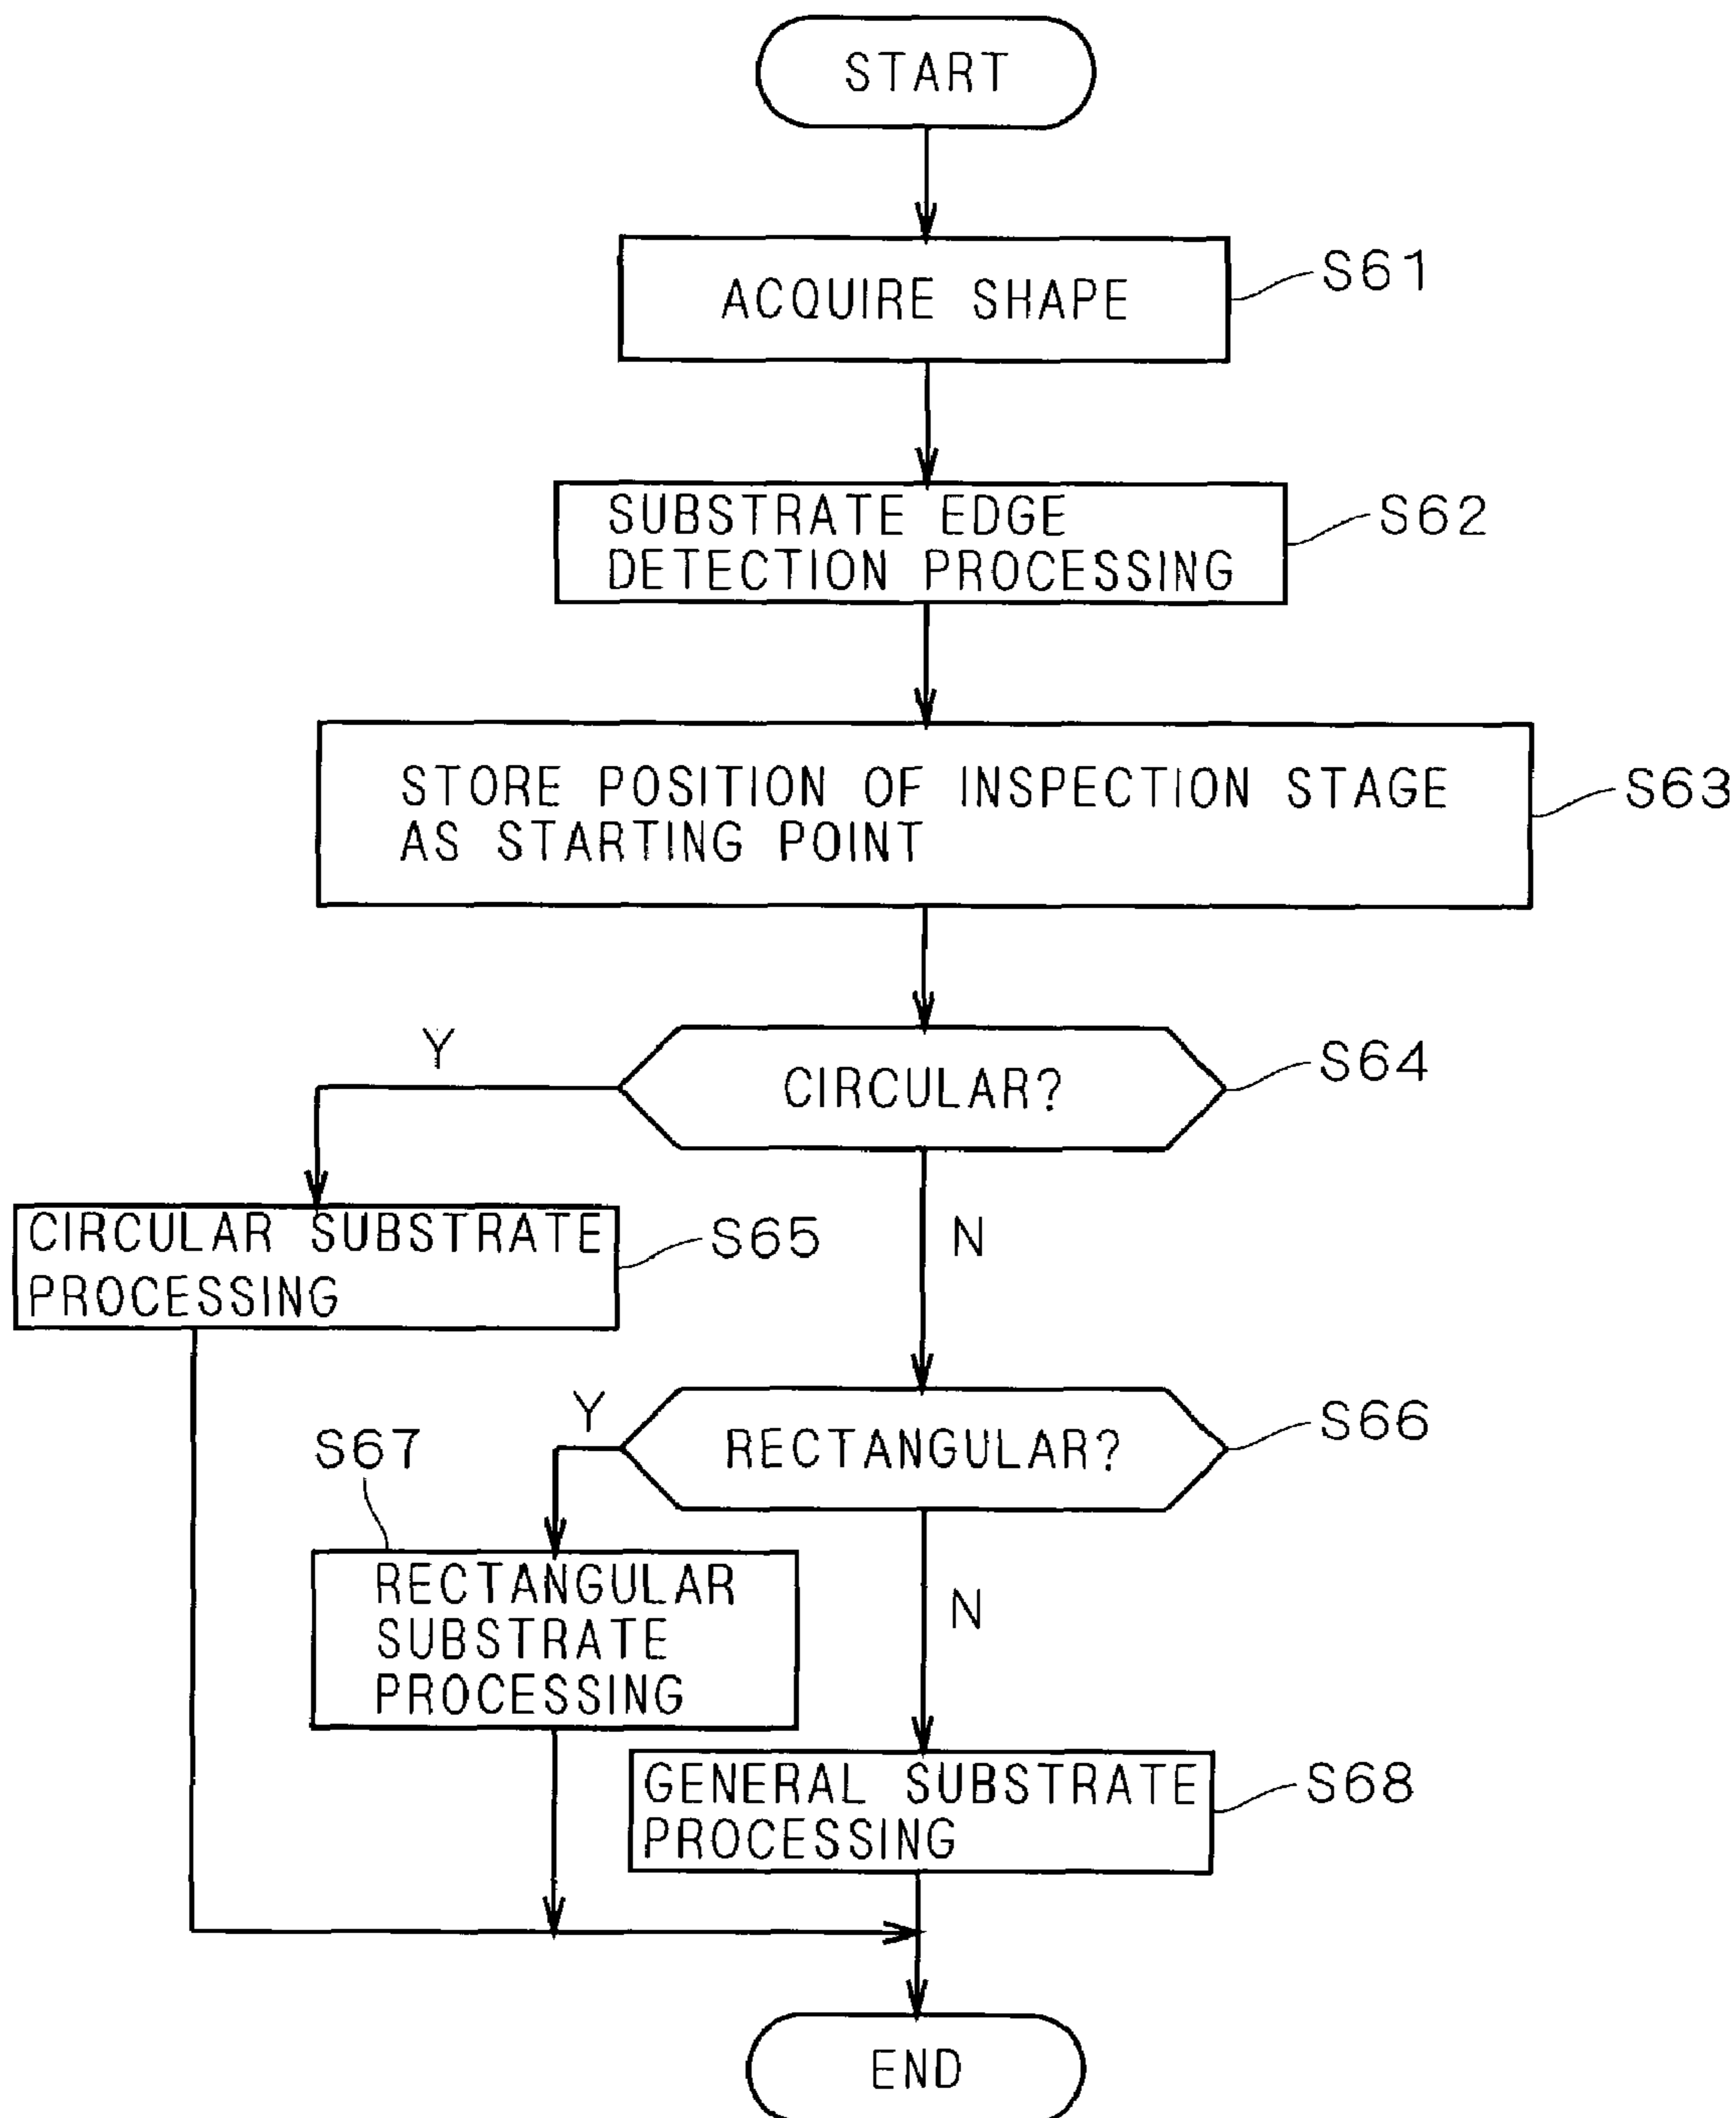 START
ACQUIRE SHAPE
S61
SUBSTRATE EDGE
DETECTION PROCESSING
S62
STORE POSITION OF INSPECTION STAGE
AS STARTING POINT
S63
Y
CIRCULAR?
S64
CIRCULAR SUBSTRATE
PROCESSING
S65
N
Y
RECTANGULAR?
S66
S67
RECTANGULAR
SUBSTRATE
PROCESSING
N
GENERAL SUBSTRATE
PROCESSING
S68
END